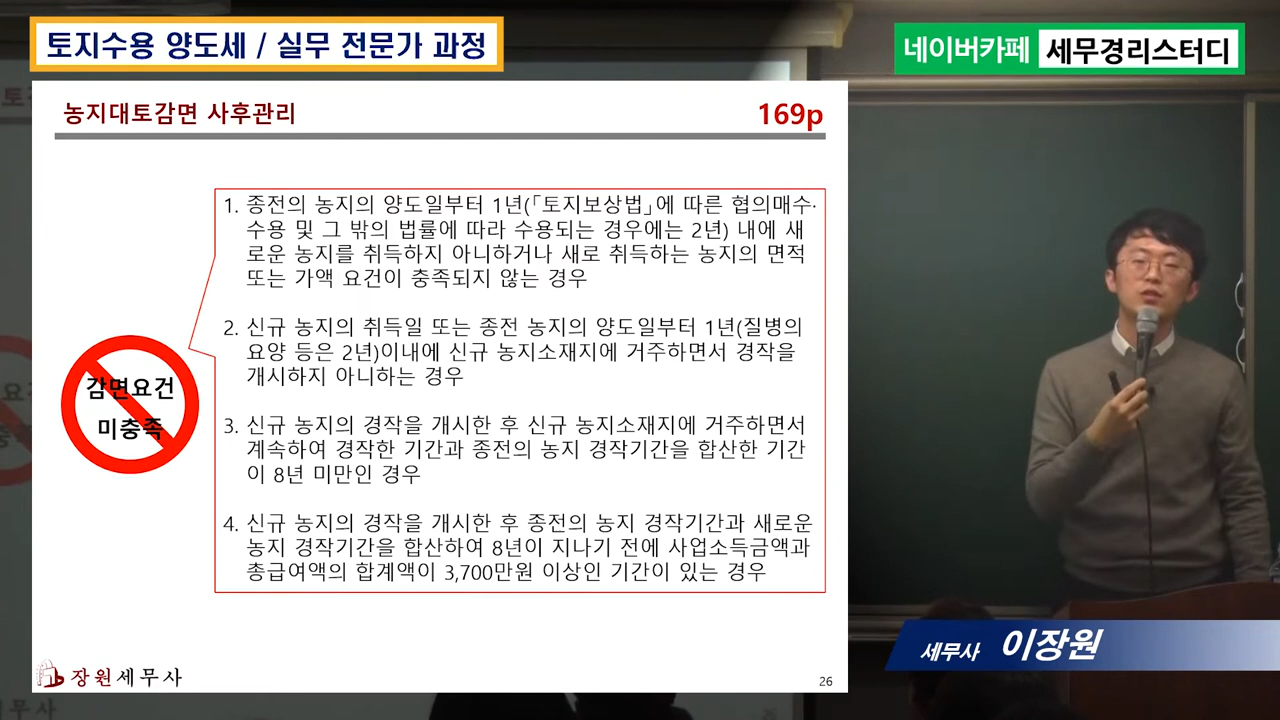 토지수용 양도세 / 실무 전문가 과정
네이버카페 세무경리스터디
농지대토감면 사후관리
169p
1. 종전의 농지의 양도일부터 1년(「토지보상법」에 따른 협의매수·
수용 및 그 밖의 법률에 따라 수용되는 경우에는 2년) 내에 새
로운 농지를 취득하지 아니하거나 새로 취득하는 농지의 면적
또는 가액 요건이 충족되지 않는 경우
2. 신규 농지의 취득일 또는 종전 농지의 양도일부터 1년(질병의
요양 등은 2년)이내에 신규 농지소재지에 거주하면서 경작을
개시하지 아니하는 경우
감면요건
미충족
3. 신규 농지의 경작을 개시한 후 신규 농지소재지에 거주하면서
계속하여 경작한 기간과 종전의 농지 경작기간을 합산한 기간
이 8년 미만인 경우
4. 신규 농지의 경작을 개시한 후 종전의 농지 경작기간과 새로운
농지 경작기간을 합산하여 8년이 지나기 전에 사업소득금액과
총급여액의 합계액이 3,700만원 이상인 기간이 있는 경우
세무사 이장원
장원세무사
26